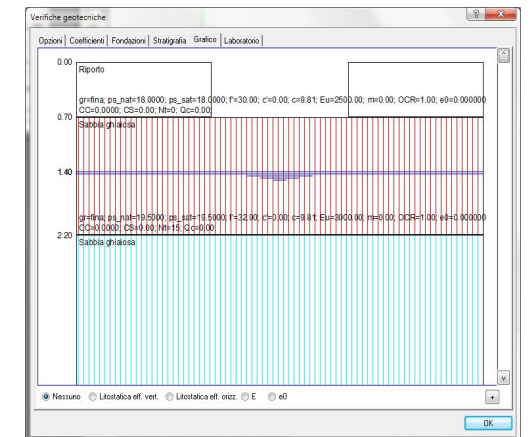 Verifiche geotecniche
Opzioni Coefficienti Fondazioni Stratigrafia Grafico Laboratorio
0.00
Riporto
gr=fina; ps_nat=18.0000; ps_sat=18.0000; f'=30.00; c'=0.00; c=9.81; Eu=2500.00; m=0.00; OCR=1.00; e0=0.000000
CC=0.0000; CS=0.00; Nt=0; Qc=0.00;
0.70
Sabbia ghiaiosa
1.40
gr=fina; ps_nat=19.5000; ps_sat=19.5000; f'=32.00; c'=0.00; c=9.81; Eu=3000.00; m=0.00; OCR=1.00; e0=0.000000
CC=0.0000; CS=0.00; Nt=15; Qc=0.00;
2.20
Sabbia ghiaiosa
Nessuno Litostatica eff. vert. Litostatica eff. orizz. E e0
+
OK